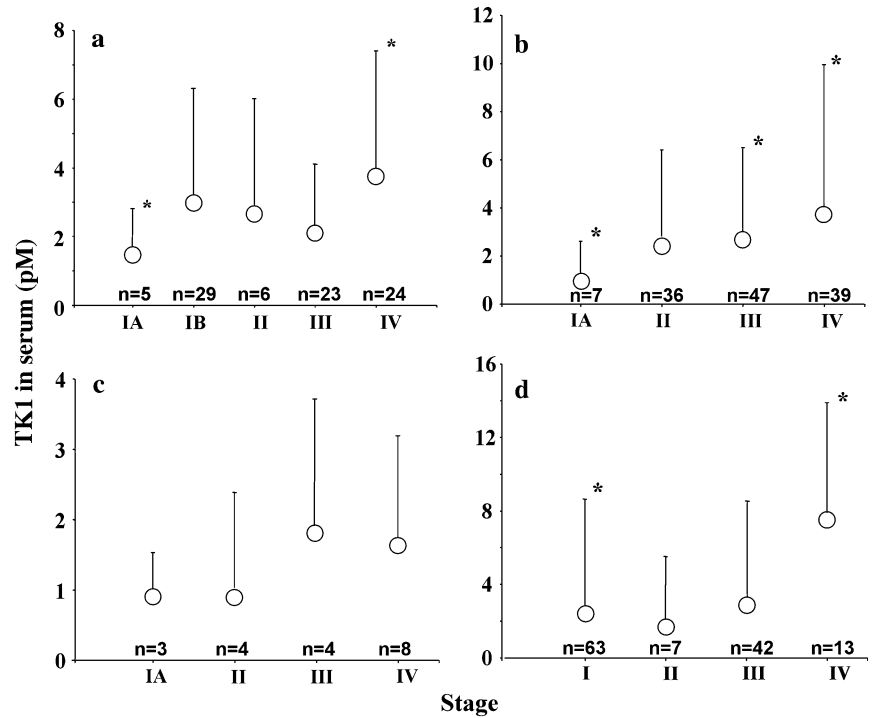 a
8
6
4
2
0
*
*
n=5 n=29 n=6 n=23 n=24
IA IB II III IV
b
12
10
8
6
4
2
0
*
*
*
n=7 n=36 n=47 n=39
IA II III IV
TK1 in serum (pM)
c
4
3
2
1
0
n=3 n=4 n=4 n=8
IA II III IV
d
16
12
8
4
0
*
*
n=63 n=7 n=42 n=13
I II III IV
Stage